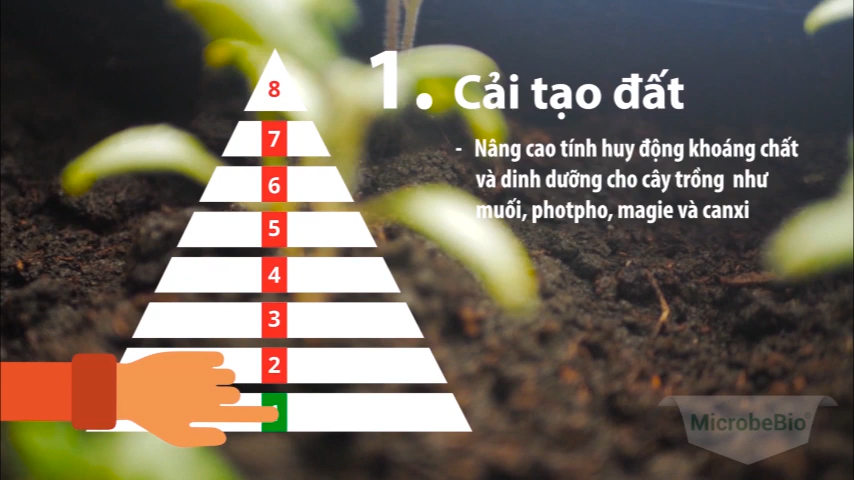 1. Cải tạo đất
- Nâng cao tính huy động khoáng chất
và dinh dưỡng cho cây trồng như
muối, photpho, magie và canxi
8
7
6
5
4
3
2
MicrobeBio®